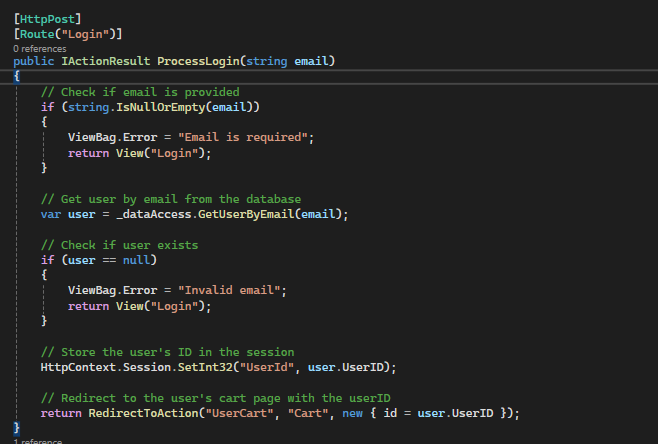 [HttpPost]
[Route("Login")]
0 references
public IActionResult ProcessLogin(string email)
{
// Check if email is provided
if (string.IsNullOrEmpty(email))
{
ViewBag.Error = "Email is required";
return View("Login");
}
// Get user by email from the database
var user = _dataAccess.GetUserByEmail(email);
// Check if user exists
if (user == null)
{
ViewBag.Error = "Invalid email";
return View("Login");
}
// Store the user's ID in the session
HttpContext.Session.SetInt32("UserId", user.UserID);
// Redirect to the user's cart page with the userID
return RedirectToAction("UserCart", "Cart", new { id = user.UserID });
}
1 reference